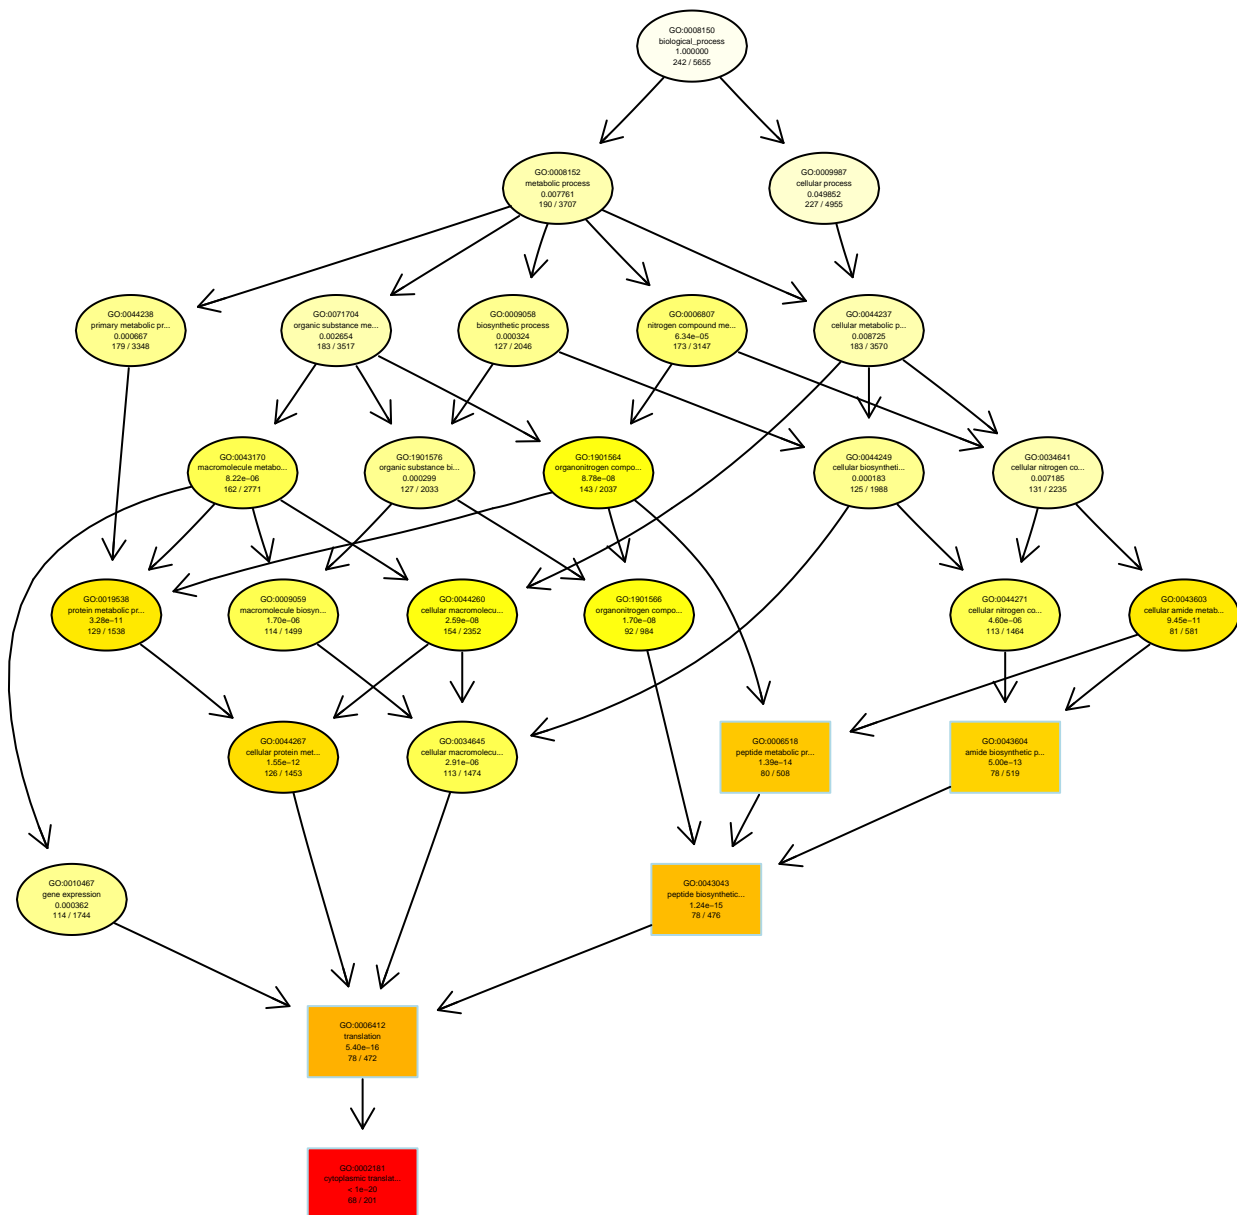 GO:0008150
biological_process
1.000000
242 / 5655
GO:0008152
metabolic process
0.007761
190 / 3707
GO:0009987
cellular process
0.049852
227 / 4955
GO:0044238
primary metabolic pr...
0.000667
179 / 3348
GO:0071704
organic substance me...
0.002654
183 / 3517
GO:0009058
biosynthetic process
0.000324
127 / 2046
GO:0006807
nitrogen compound me...
6.34e−05
173 / 3147
GO:0044237
cellular metabolic p...
0.008725
183 / 3570
GO:0043170
macromolecule metabo...
8.22e−06
162 / 2771
GO:1901576
organic substance bi...
0.000299
127 / 2033
GO:1901564
organonitrogen compo...
8.78e−08
143 / 2037
GO:0044249
cellular biosyntheti...
0.000183
125 / 1988
GO:0034641
cellular nitrogen co...
0.007185
131 / 2235
GO:0019538
protein metabolic pr...
3.28e−11
129 / 1538
GO:0009059
macromolecule biosyn...
1.70e−06
114 / 1499
GO:0044260
cellular macromolecu...
2.59e−08
154 / 2352
GO:1901566
organonitrogen compo...
1.70e−08
92 / 984
GO:0044271
cellular nitrogen co...
4.60e−06
113 / 1464
GO:0043603
cellular amide metab...
9.45e−11
81 / 581
GO:0044267
cellular protein met...
1.55e−12
126 / 1453
GO:0034645
cellular macromolecu...
2.91e−06
113 / 1474
GO:0006518
peptide metabolic pr...
1.39e−14
80 / 508
GO:0043604
amide biosynthetic p...
5.00e−13
78 / 519
GO:0010467
gene expression
0.000362
114 / 1744
GO:0043043
peptide biosynthetic...
1.24e−15
78 / 476
GO:0006412
translation
5.40e−16
78 / 472
GO:0002181
cytoplasmic translat...
< 1e−20
68 / 201